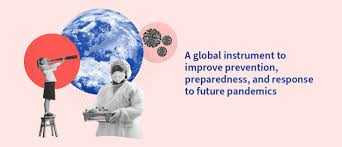 A global instrument to
improve prevention,
preparedness, and response
to future pandemics